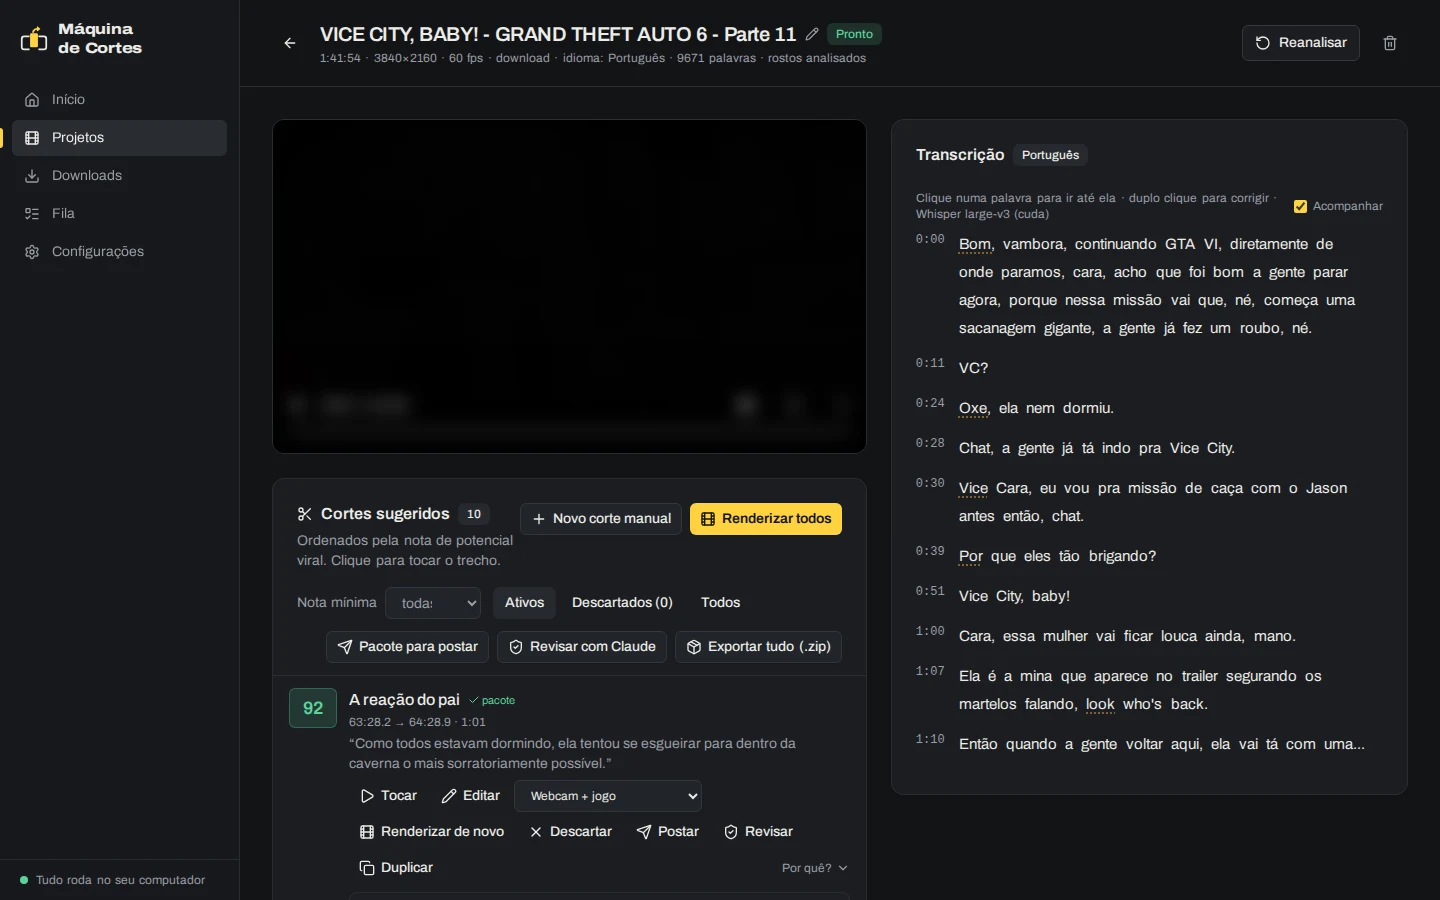 Máquina
de Cortes
Início
Projetos
Downloads
Fila
Configurações
Tudo roda no seu computador
VICE CITY, BABY! - GRAND THEFT AUTO 6 - Parte 11
Pronto
1:41:54 · 3840×2160 · 60 fps · download · idioma: Português · 9671 palavras · rostos analisados
Reanalisar
Cortes sugeridos 10
Ordenados pela nota de potencial
viral. Clique para tocar o trecho.
Novo corte manual
Renderizar todos
Nota mínima
Ativos
Descartados (0)
Todos
Pacote para postar
Revisar com Claude
Exportar tudo (.zip)
92
A reação do pai
pacote
63:28.2 → 64:28.9 · 1:01
“Como todos estavam dormindo, ela tentou se esgueirar para dentro da
caverna o mais sorratoriamente possível.”
Tocar
Editar
Webcam + jogo
Renderizar de novo
Descartar
Postar
Revisar
Duplicar
Por quê?
Transcrição
Português
Clique numa palavra para ir até ela · duplo clique para corrigir ·
Whisper large-v3 (cuda)
Acompanhar
0:00 Bom, vambora, continuando GTA VI, diretamente de
onde paramos, cara, acho que foi bom a gente parar
agora, porque nessa missão vai que, né, começa uma
sacanagem gigante, a gente já fez um roubo, né.
0:11 VC?
0:24 Oxe, ela nem dormiu.
0:28 Chat, a gente já tá indo pra Vice City.
0:30 Vice Cara, eu vou pra missão de caça com o Jason
antes então, chat.
0:39 Por que eles tão brigando?
0:51 Vice City, baby!
1:00 Cara, essa mulher vai ficar louca ainda, mano.
1:07 Ela é a mina que aparece no trailer segurando os
martelos falando, look who's back.
1:10 Então quando a gente voltar aqui, ela vai tá com uma...